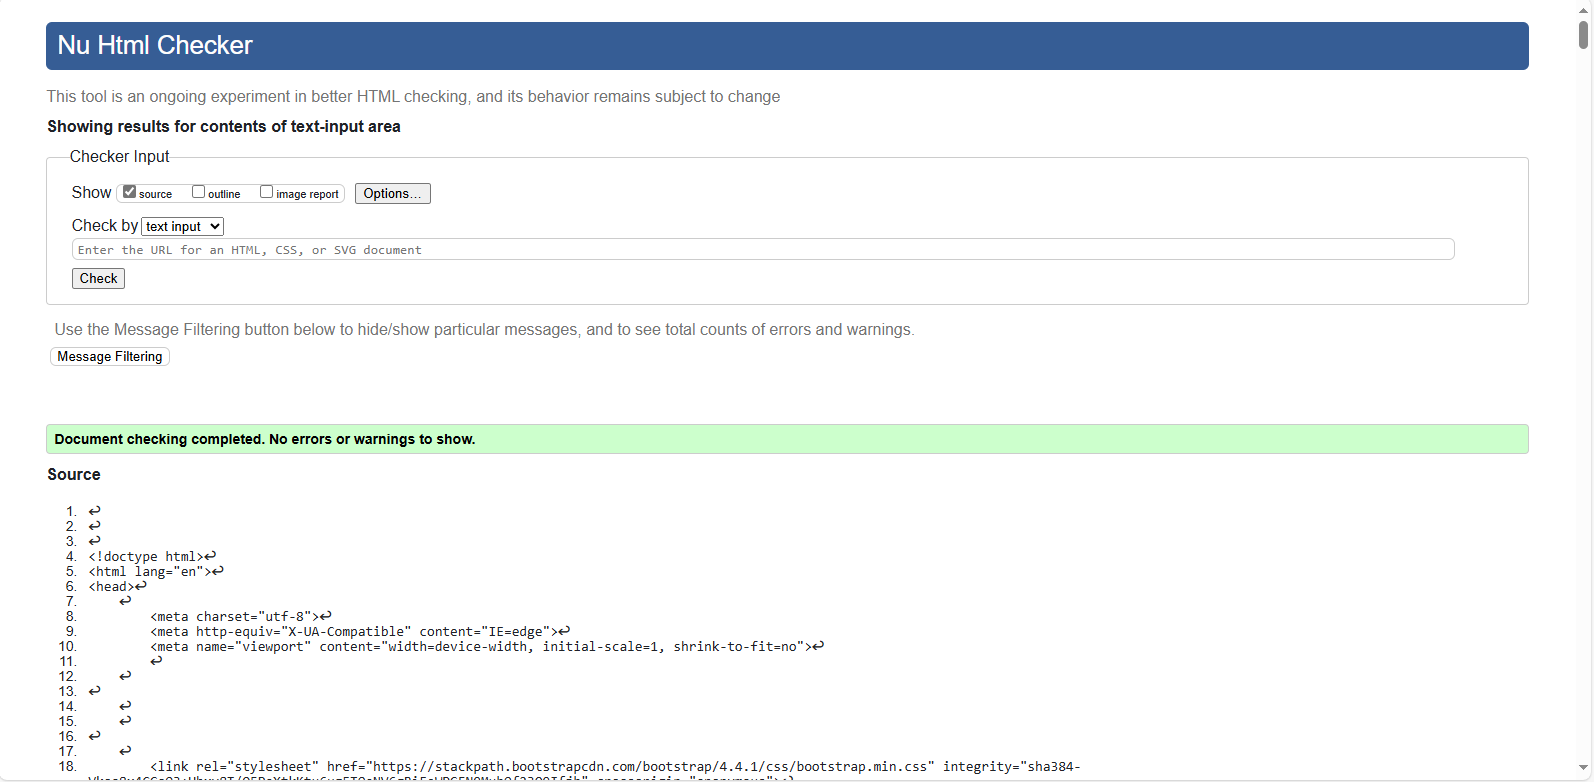 Nu Html Checker
This tool is an ongoing experiment in better HTML checking, and its behavior remains subject to change
Showing results for contents of text-input area
Checker Input
Show source outline image report Options...
Check by text input
Enter the URL for an HTML, CSS, or SVG document
Check
Use the Message Filtering button below to hide/show particular messages, and to see total counts of errors and warnings.
Message Filtering
Document checking completed. No errors or warnings to show.
Source
1. ↩
2. ↩
3. ↩
4. <!doctype html>↩
5. <html lang="en">↩
6. <head>↩
7. ↩
8. <meta charset="utf-8">↩
9. <meta http-equiv="X-UA-Compatible" content="IE=edge">↩
10. <meta name="viewport" content="width=device-width, initial-scale=1, shrink-to-fit=no">↩
11. ↩
12. ↩
13. ↩
14. ↩
15. ↩
16. ↩
17. ↩
18. <link rel="stylesheet" href="https://stackpath.bootstrapcdn.com/bootstrap/4.4.1/css/bootstrap.min.css" integrity="sha384-